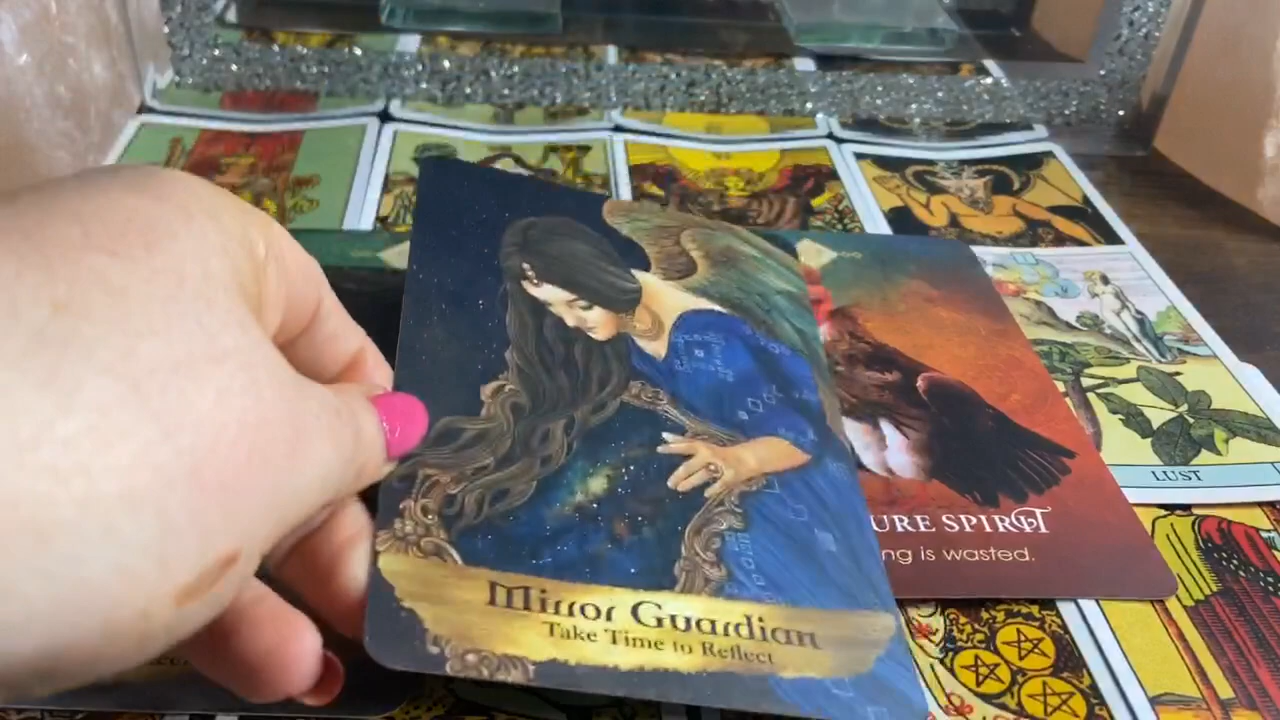 LUST
URE SPIRIT
ng is wasted.
Mirror Guardian
Take Time to Reflect